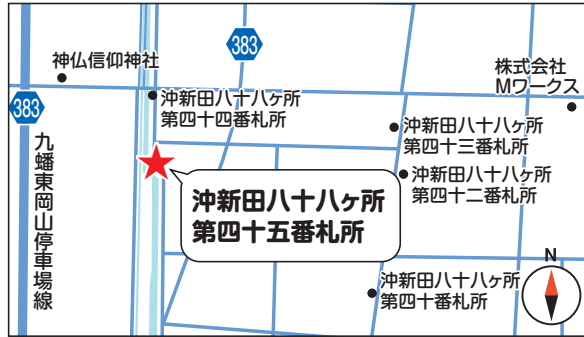 383
神仏信仰神社
株式会社
Mワークス
383
沖新田八十八ヶ所
第四十四番札所
沖新田八十八ヶ所
第四十三番札所
九蟠東岡山停車場線
沖新田八十八ヶ所
第四十二番札所
沖新田八十八ヶ所
第四十五番札所
N
沖新田八十八ヶ所
第四十番札所